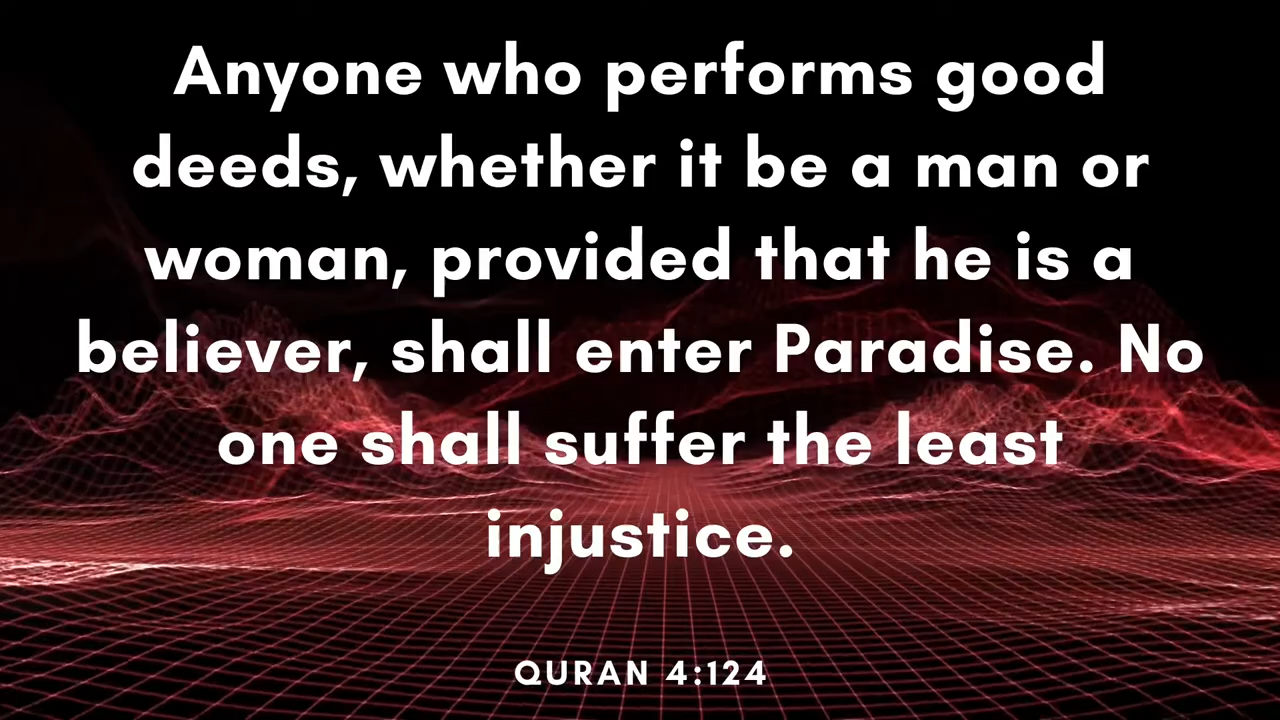 Anyone who performs good
deeds, whether it be a man or
woman, provided that he is a
believer, shall enter Paradise. No
one shall suffer the least
injustice.
QURAN 4:124